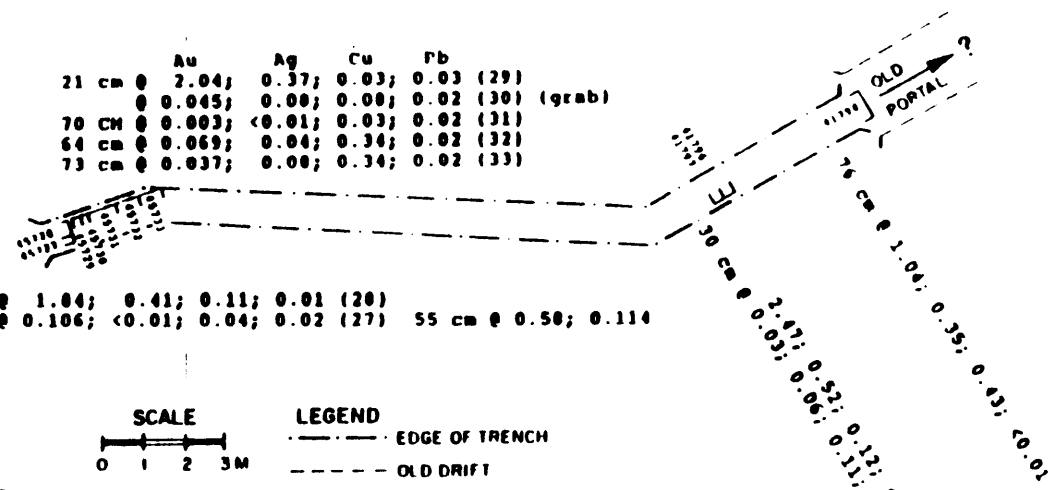 Au Ag Cu Pb
21 cm @ 2.04; 0.37; 0.03; 0.03 (29)
@ 0.045; 0.00; 0.00; 0.02 (30) (grab)
70 CM @ 0.003; <0.01; 0.03; 0.02 (31)
64 cm @ 0.069; 0.04; 0.34; 0.02 (32)
73 cm @ 0.037; 0.00; 0.34; 0.02 (33)
OLD
PORTAL
?
76 cm @ 1.04; 0.35; 0.43; <0.01
30 cm @ 2.47; 0.52; 0.12;
@ 0.03; 0.06; 0.11;
@ 1.04; 0.41; 0.11; 0.01 (28)
@ 0.106; <0.01; 0.04; 0.02 (27) 55 cm @ 0.50; 0.114
SCALE
0 1 2 3M
LEGEND
EDGE OF TRENCH
OLD DRIFT